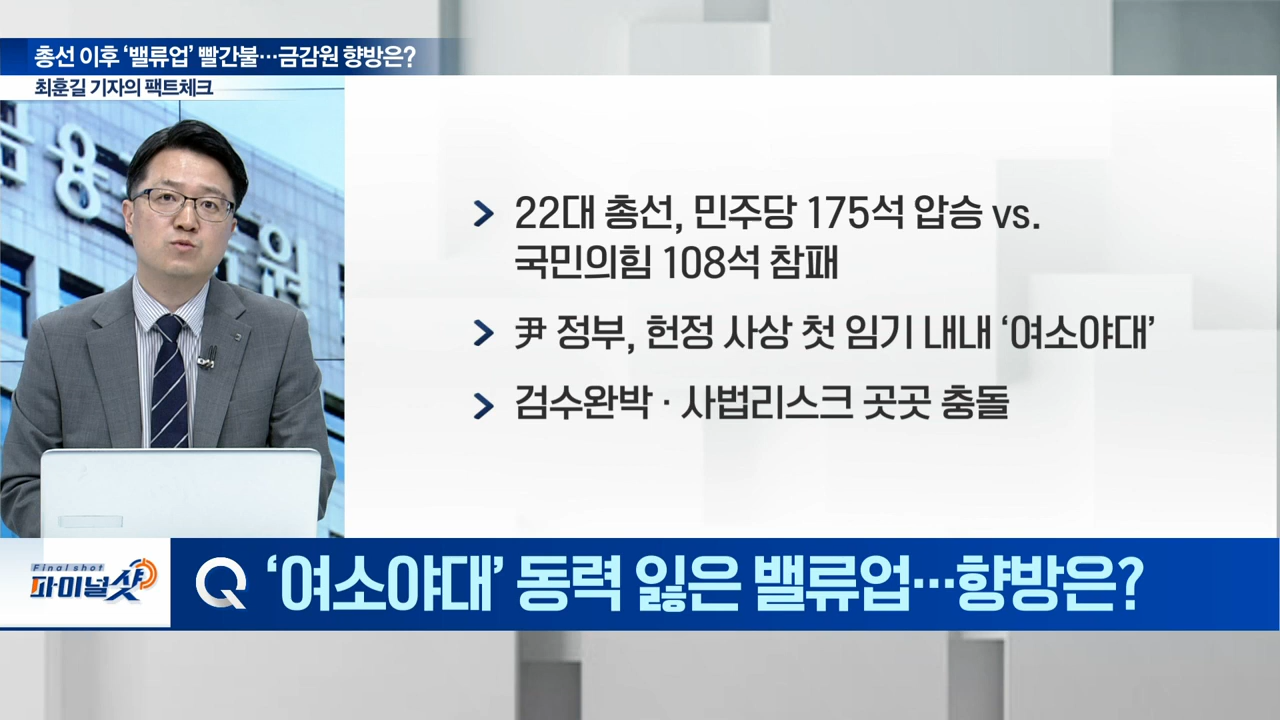 총선 이후 ‘밸류업’ 빨간불…금감원 향방은?
최훈길 기자의 팩트체크
금융
원
22대 총선, 민주당 175석 압승 vs.
국민의힘 108석 참패
尹 정부, 헌정 사상 첫 임기 내내 ‘여소야대’
검수완박 · 사법리스크 곳곳 충돌
Final shot
파이널샷
Q ‘여소야대’ 동력 잃은 밸류업…향방은?